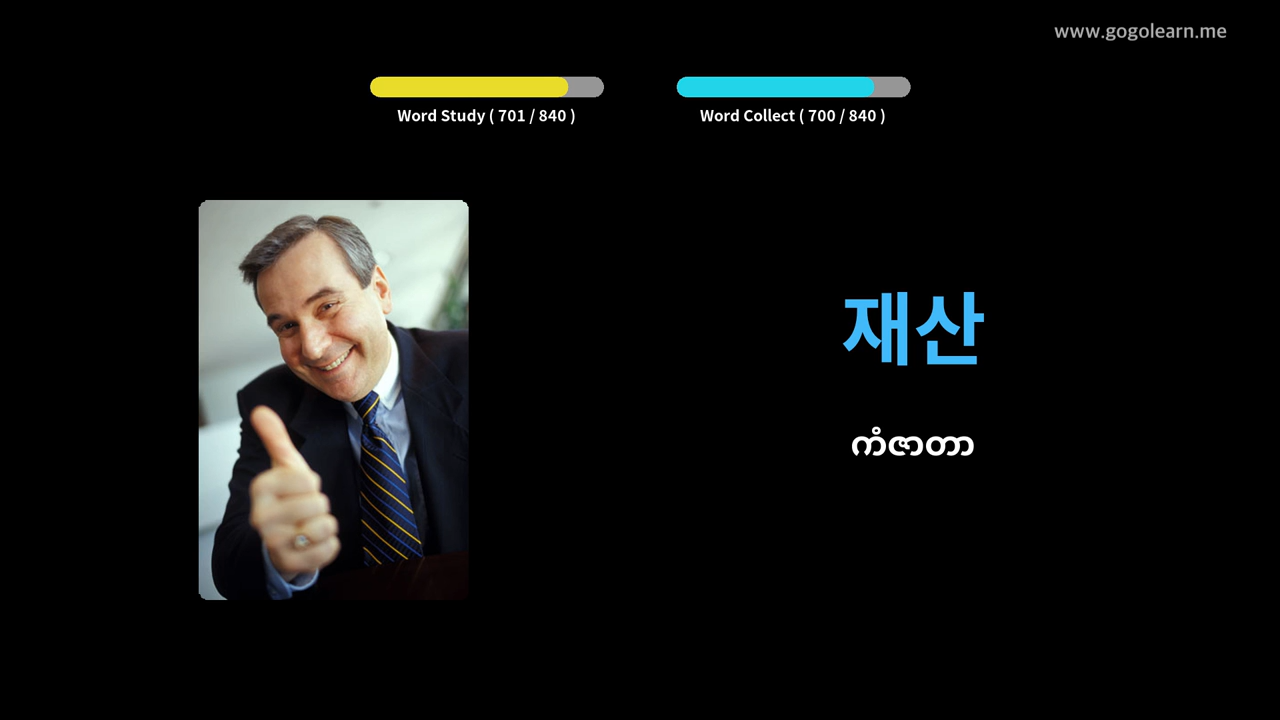 www.gogolearn.me
Word Study ( 701 / 840 )
Word Collect ( 700 / 840 )
재산
ကံဇာတာ